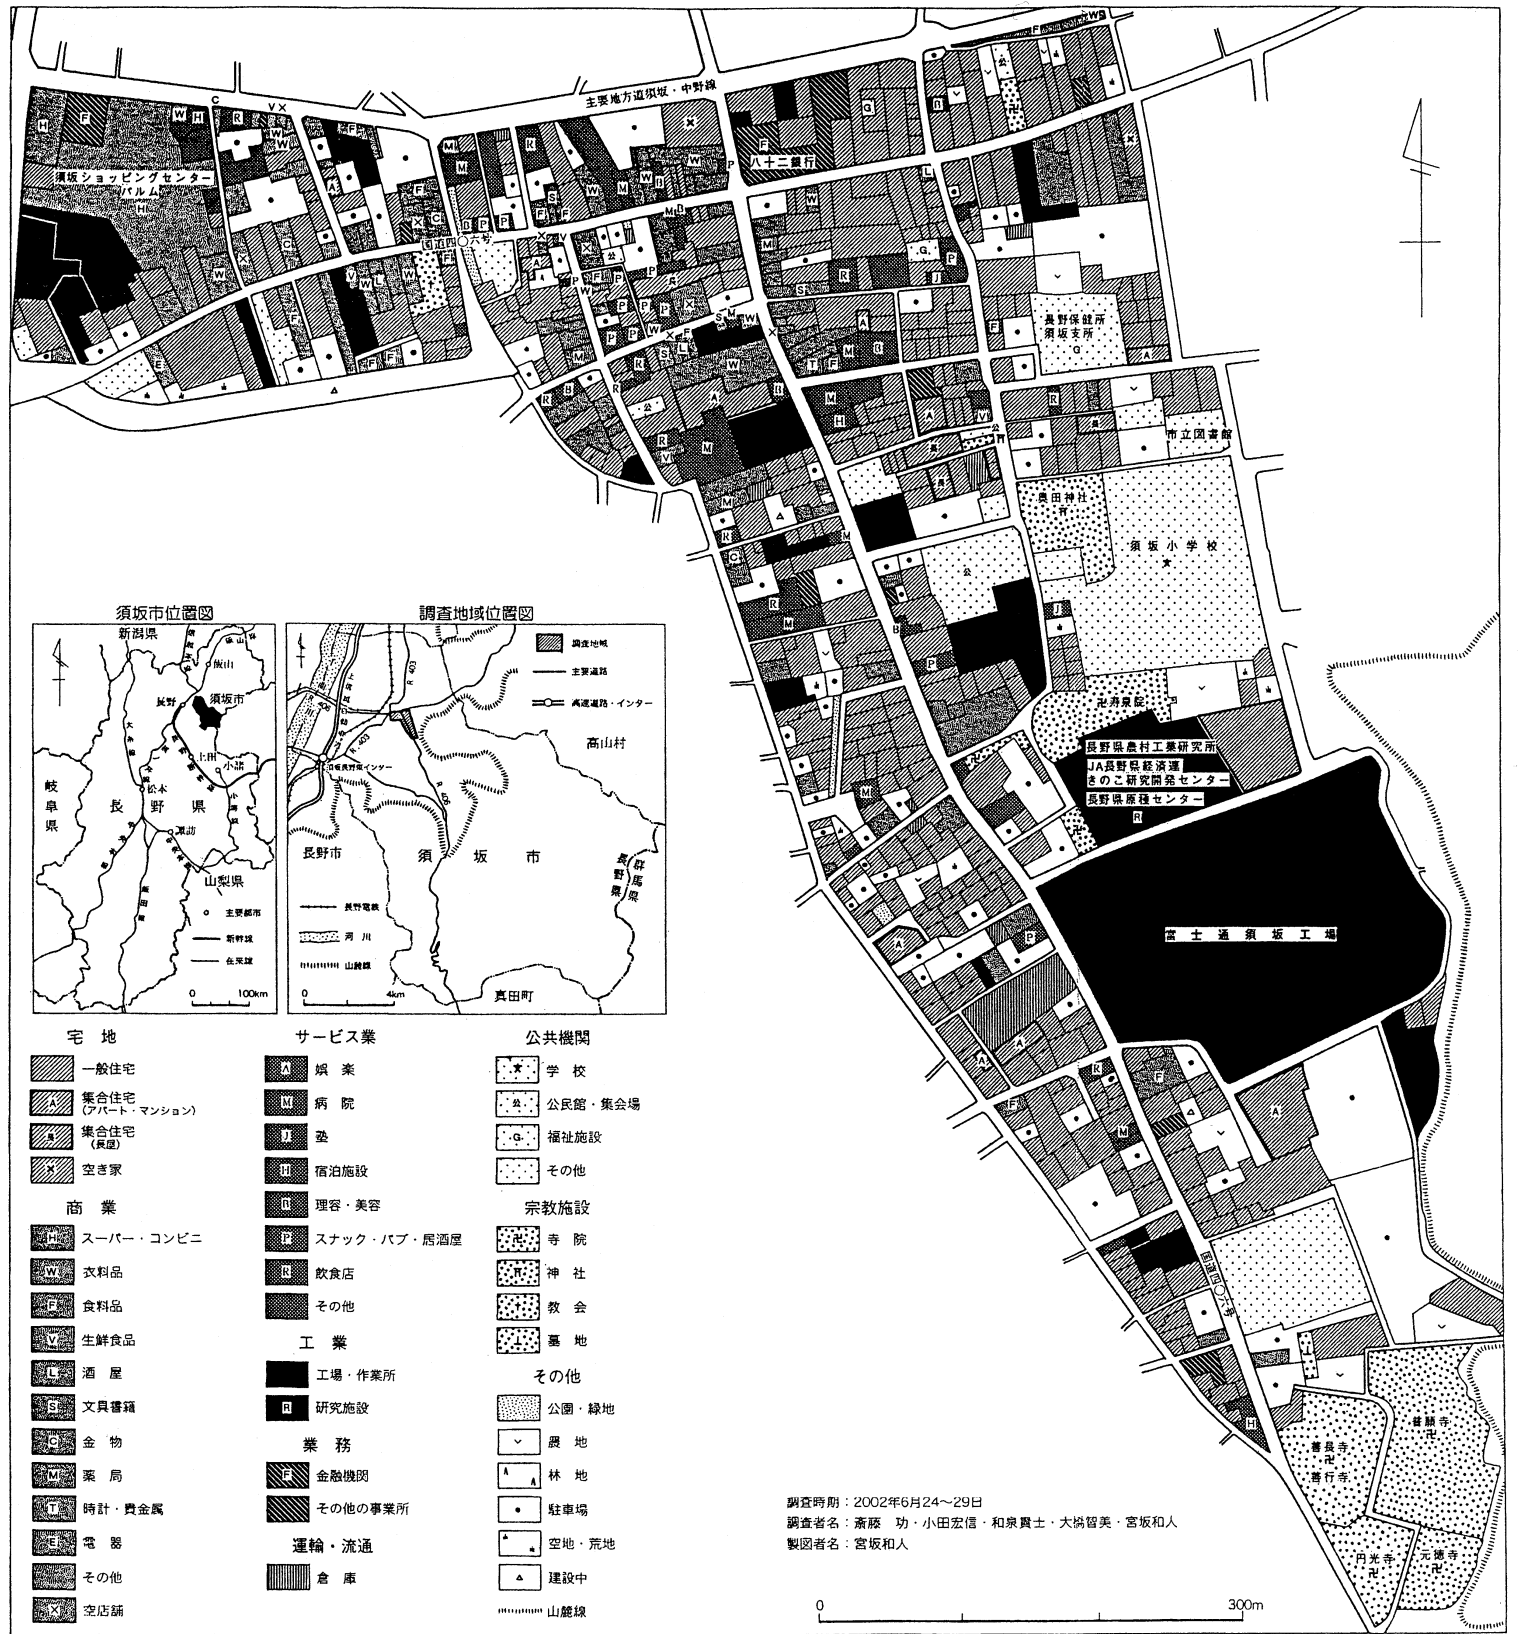 主要地方道須坂・中野線
須坂ショッピングセンター
パルム
八十二銀行
国道四〇六号
長野保健所
須坂支所
市立図書館
奥田神社
須坂小学校
寿泉院
長野県農村工業研究所
JA長野県経済連
きのこ研究開発センター
長野県原種センター
富士通須坂工場
国道四〇六号
普願寺
善長寺
善行寺
円光寺
元徳寺
須坂市位置図
新潟県
飯山
長野
須坂市
上田
小諸
松本
岐阜県
長野県
諏訪
山梨県
主要都市
新幹線
在来線
0 100km
調査地域位置図
調査地域
主要道路
高速道路・インター
R 403
R 403
R 406
須坂長野東インター
高山村
長野市
須坂市
群馬県
長野県
真田町
長野電鉄
河川
山麓線
0 4km
宅地
一般住宅
A 集合住宅
(アパート・マンション)
長 集合住宅
(長屋)
× 空き家
商業
H スーパー・コンビニ
W 衣料品
F 食料品
V 生鮮食品
L 酒屋
S 文具書籍
C 金物
M 薬局
T 時計・貴金属
E 電器
その他
× 空店舗
サービス業
A 娯楽
M 病院
J 塾
H 宿泊施設
B 理容・美容
P スナック・パブ・居酒屋
R 飲食店
その他
工業
工場・作業所
R 研究施設
業務
F 金融機関
その他の事業所
運輸・流通
倉庫
公共機関
★ 学校
公 公民館・集会場
G 福祉施設
その他
宗教施設
卍 寺院
神社
教会
墓地
その他
公園・緑地
農地
林地
駐車場
空地・荒地
建設中
山麓線
調査時期：2002年6月24～29日
調査者名：斎藤 功・小田宏信・和泉貴士・大脇智美・宮坂和人
製図者名：宮坂和人
0 300m